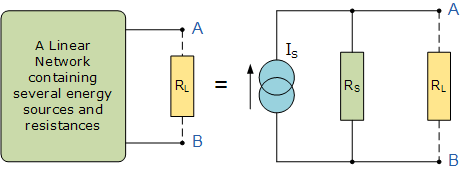 A Linear
Network
containing
several energy
sources and
resistances
A
RL
B
=
IS
RS
A
RL
B